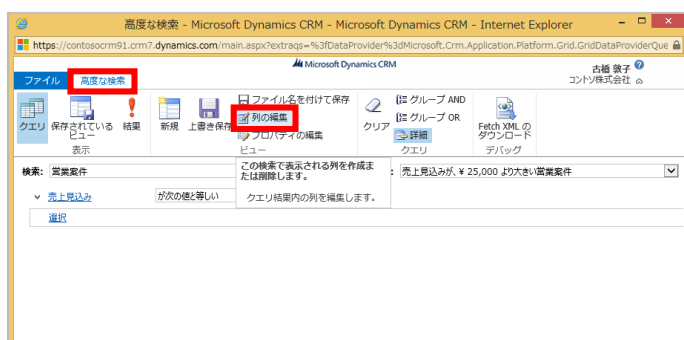 高度な検索 - Microsoft Dynamics CRM - Microsoft Dynamics CRM - Internet Explorer
https://contosocrm91.crm7.dynamics.com/main.aspx?extraqs=%3fDataProvider%3dMicrosoft.Crm.Application.Platform.Grid.GridDataProviderQue
Microsoft Dynamics CRM
古橋 敦子
コントソ株式会社
ファイル 高度な検索
ファイル名を付けて保存
列の編集
プロパティの編集
グループ AND
グループ OR
詳細
クエリ 保存されている
ビュー 結果 新規 上書き保存 クリア Fetch XML の
ダウンロード
表示 ビュー クエリ デバッグ
この検索で表示される列を作成ま
たは削除します。
クエリ結果内の列を編集します。
検索: 営業案件 : 売上見込みが、¥ 25,000 より大きい営業案件
売上見込み が次の値と等しい
選択